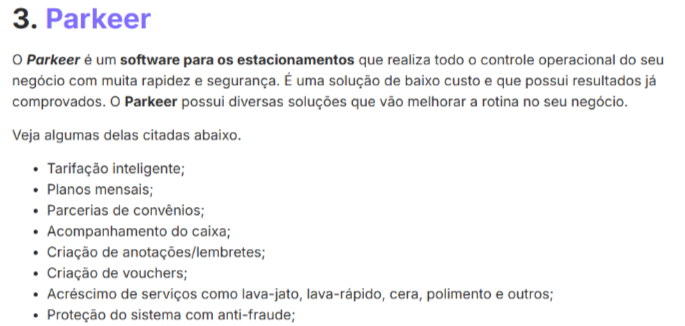 3. Parkeer
O Parkeer é um software para os estacionamentos que realiza todo o controle operacional do seu
negócio com muita rapidez e segurança. É uma solução de baixo custo e que possui resultados já
comprovados. O Parkeer possui diversas soluções que vão melhorar a rotina no seu negócio.
Veja algumas delas citadas abaixo.
• Tarifação inteligente;
• Planos mensais;
• Parcerias de convênios;
• Acompanhamento do caixa;
• Criação de anotações/lembretes;
• Criação de vouchers;
• Acréscimo de serviços como lava-jato, lava-rápido, cera, polimento e outros;
• Proteção do sistema com anti-fraude;